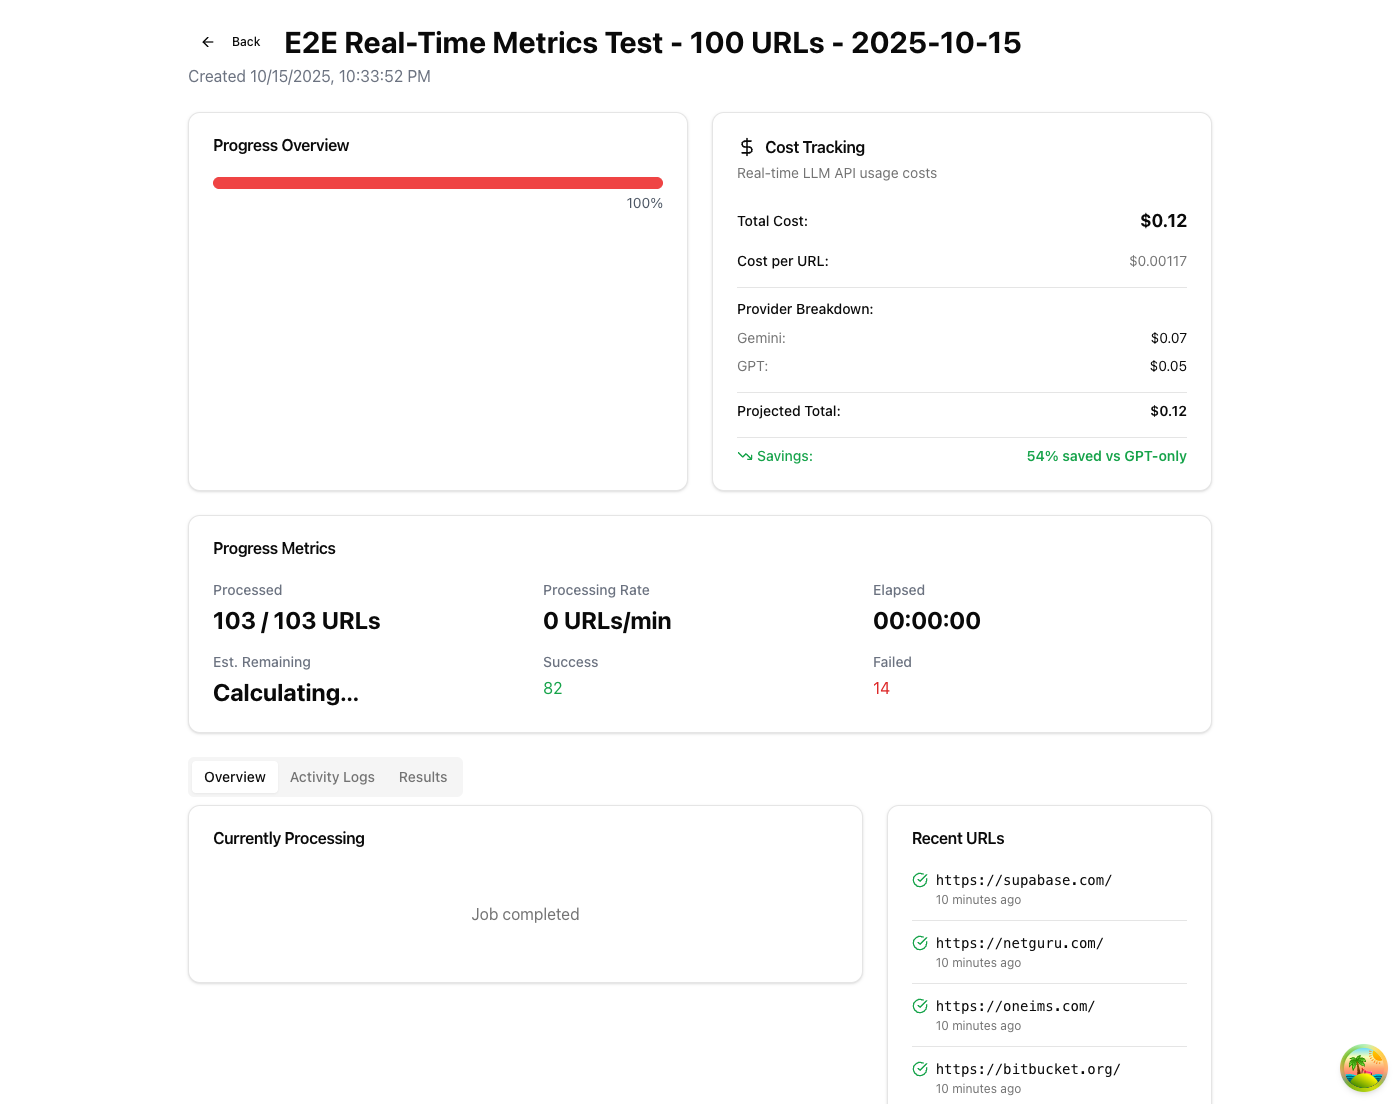 Back
E2E Real-Time Metrics Test - 100 URLs - 2025-10-15
Created 10/15/2025, 10:33:52 PM
Progress Overview
100%
Cost Tracking
Real-time LLM API usage costs
Total Cost: $0.12
Cost per URL: $0.00117
Provider Breakdown:
Gemini: $0.07
GPT: $0.05
Projected Total: $0.12
Savings: 54% saved vs GPT-only
Progress Metrics
Processed
103 / 103 URLs
Processing Rate
0 URLs/min
Elapsed
00:00:00
Est. Remaining
Calculating...
Success
82
Failed
14
Overview Activity Logs Results
Currently Processing
Job completed
Recent URLs
https://supabase.com/
10 minutes ago
https://netguru.com/
10 minutes ago
https://oneims.com/
10 minutes ago
https://bitbucket.org/
10 minutes ago